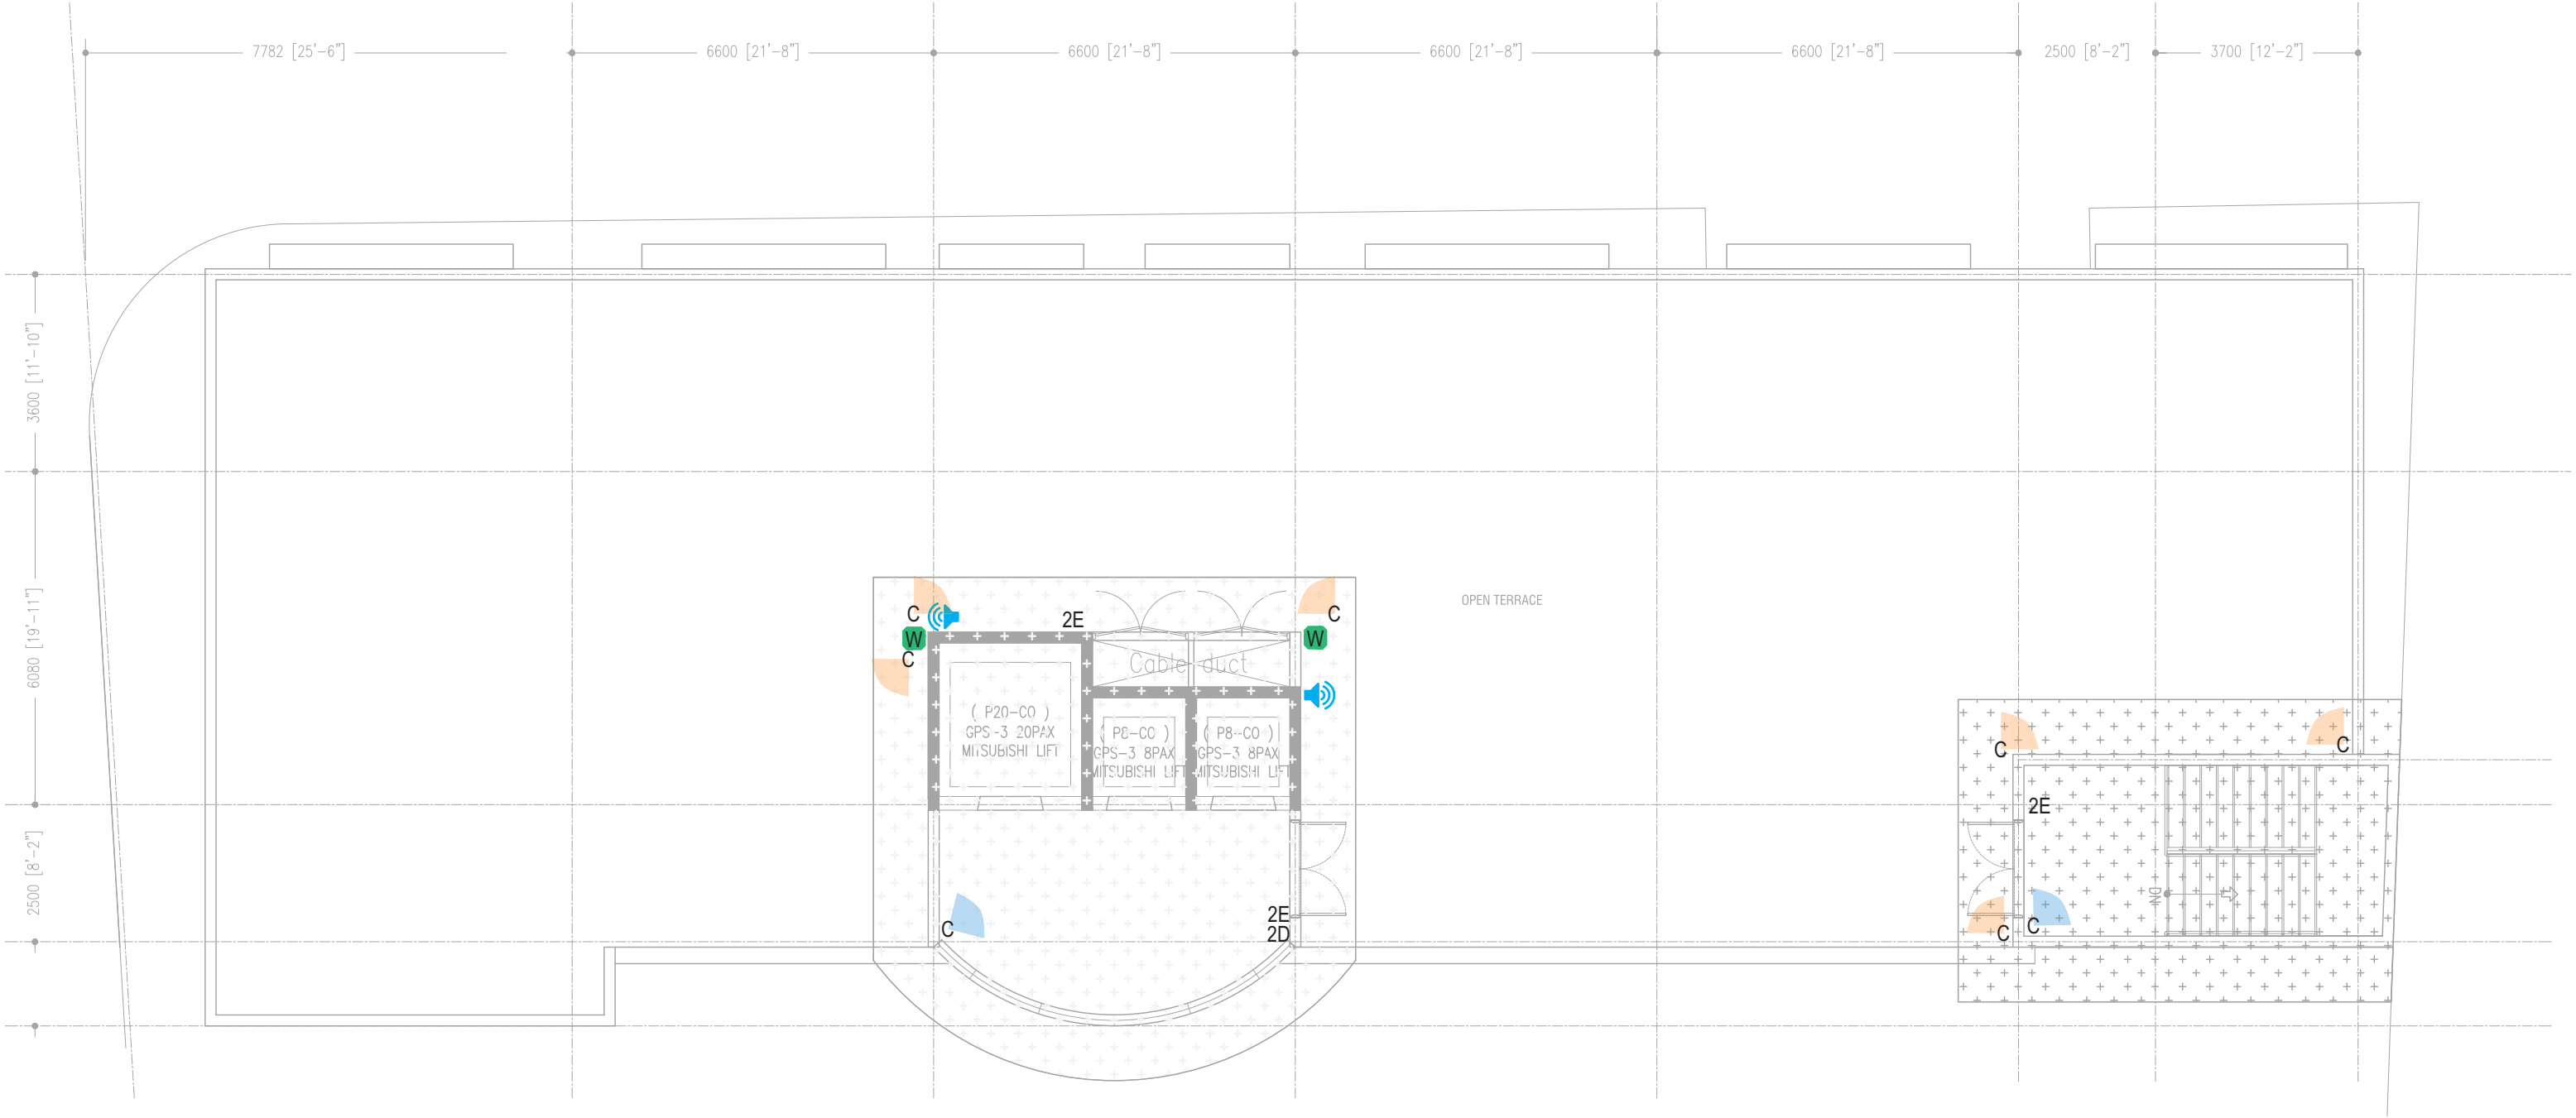 7782 [25'-6"]
6600 [21'-8"]
6600 [21'-8"]
6600 [21'-8"]
6600 [21'-8"]
2500 [8'-2"]
3700 [12'-2"]
3600 [11'-10"]
6080 [19'-11"]
2500 [8'-2"]
OPEN TERRACE
C
W
C
2E
C
W
Cable duct
( P20-CO )
GPS-3 20PAX
MITSUBISHI LIFT
( P8-CO )
GPS-3 8PAX
MITSUBISHI LIFT
( P8-CO )
GPS-3 8PAX
MITSUBISHI LIFT
C
2E
2D
C
C
2E
DN
C
C